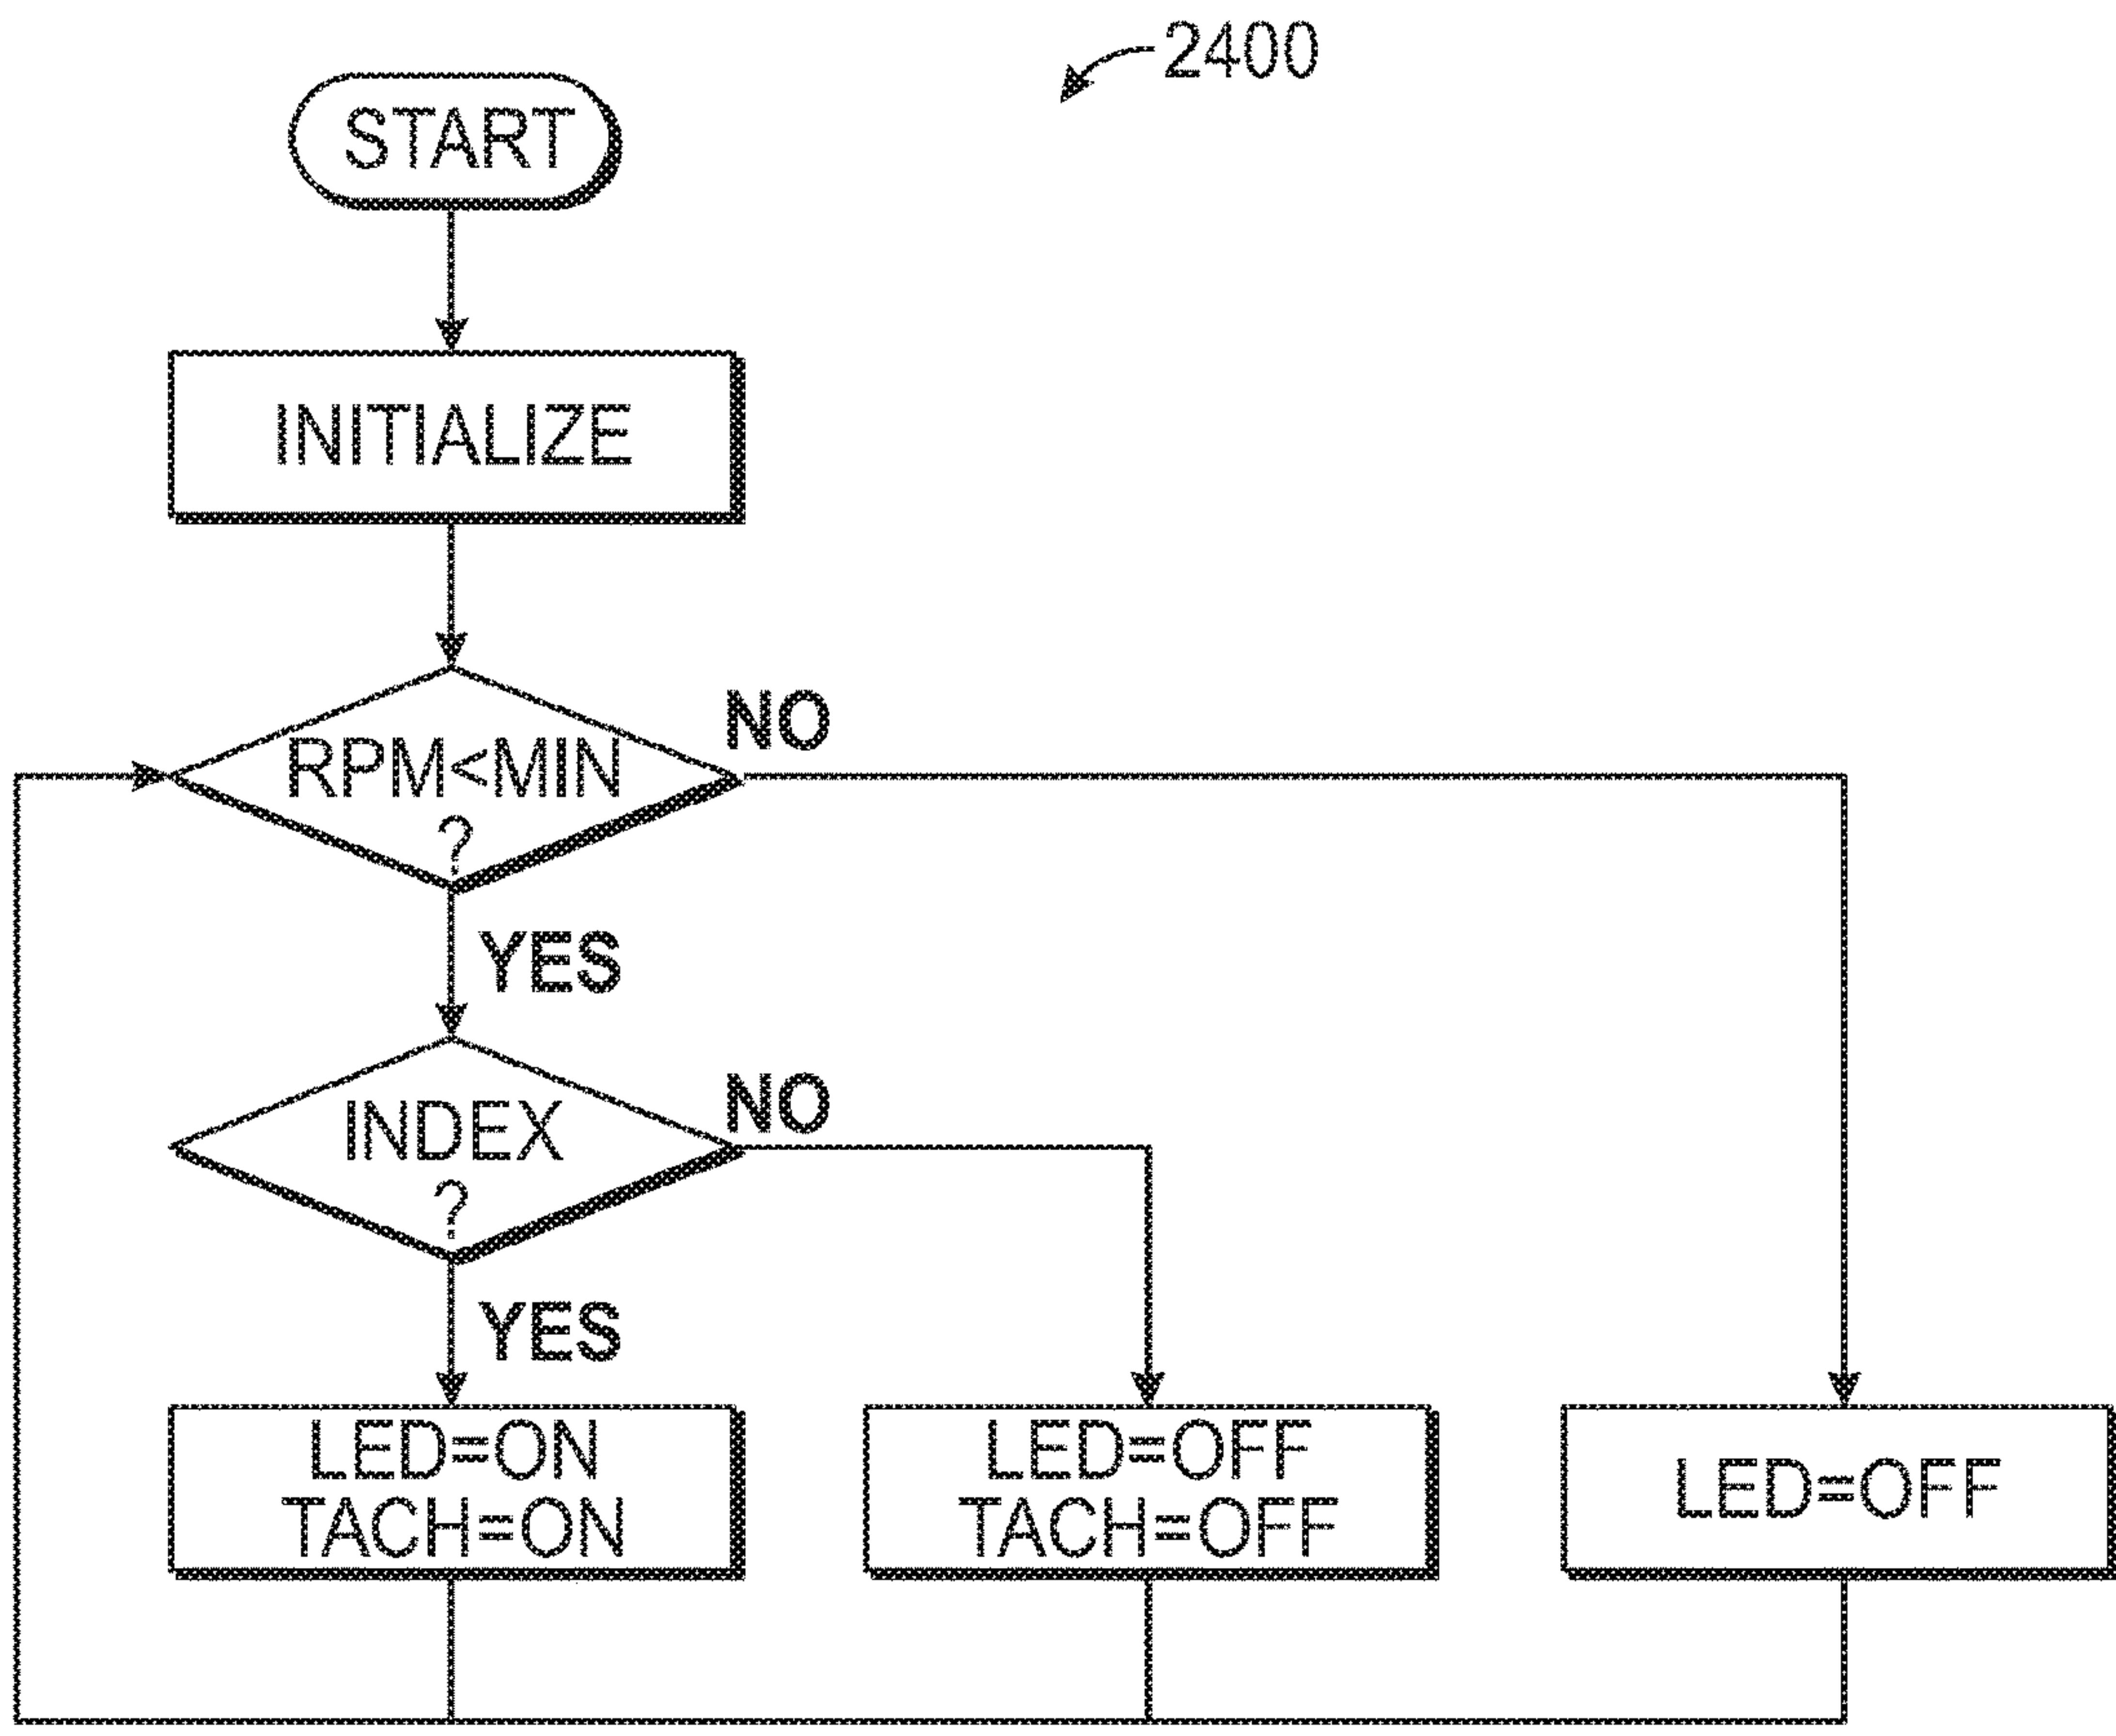 2400
START
INITIALIZE
RPM<MIN
?
NO
YES
INDEX
?
NO
YES
LED=ON
TACH=ON
LED=OFF
TACH=OFF
LED=OFF